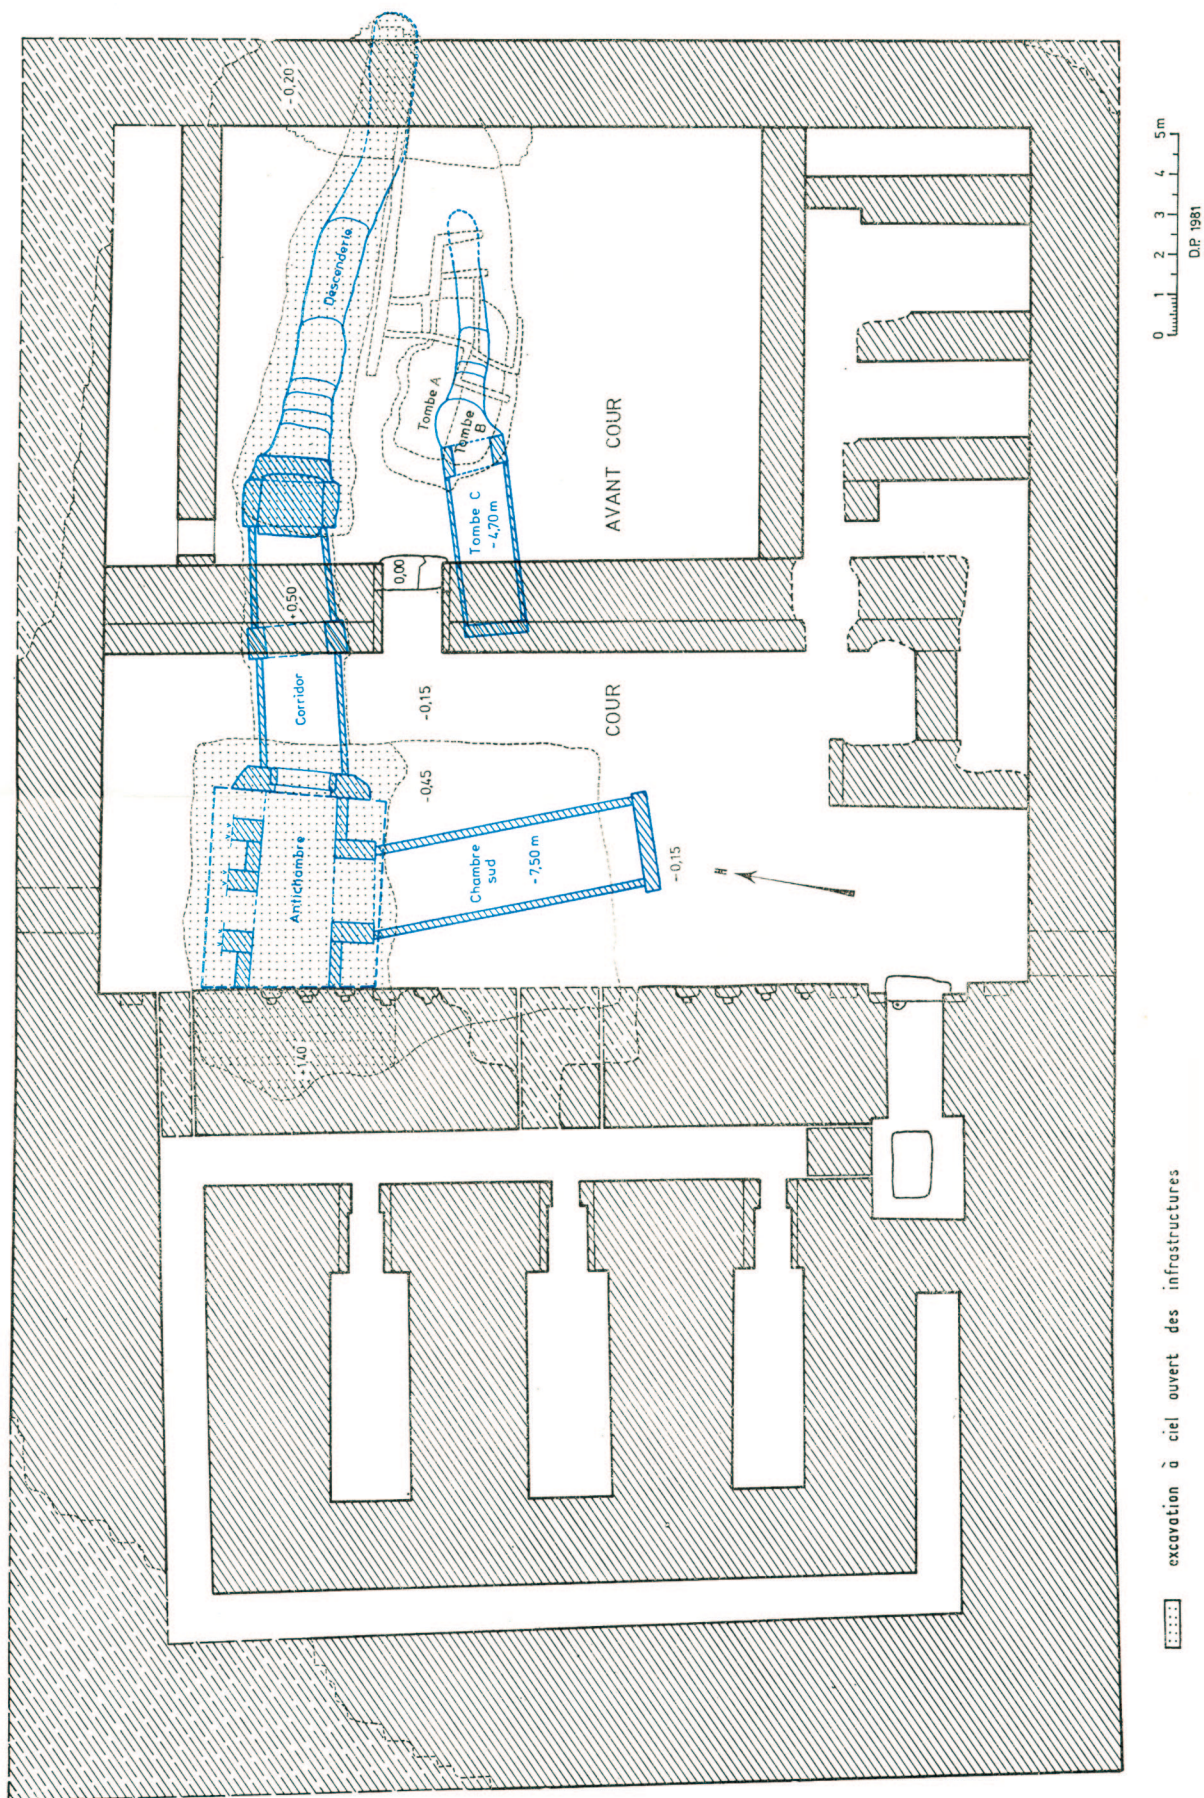 -0,20
Descenderie
Tombe A
Tombe
B
Tombe C
-4,70 m
AVANT COUR
0,00
+0,50
Corridor
-0,15
COUR
-0,45
Antichambre
Chambre
sud
-7,50 m
-0,15
N
1,40
0 1 2 3 4 5m
D.P. 1981
excavation à ciel ouvert des infrastructures